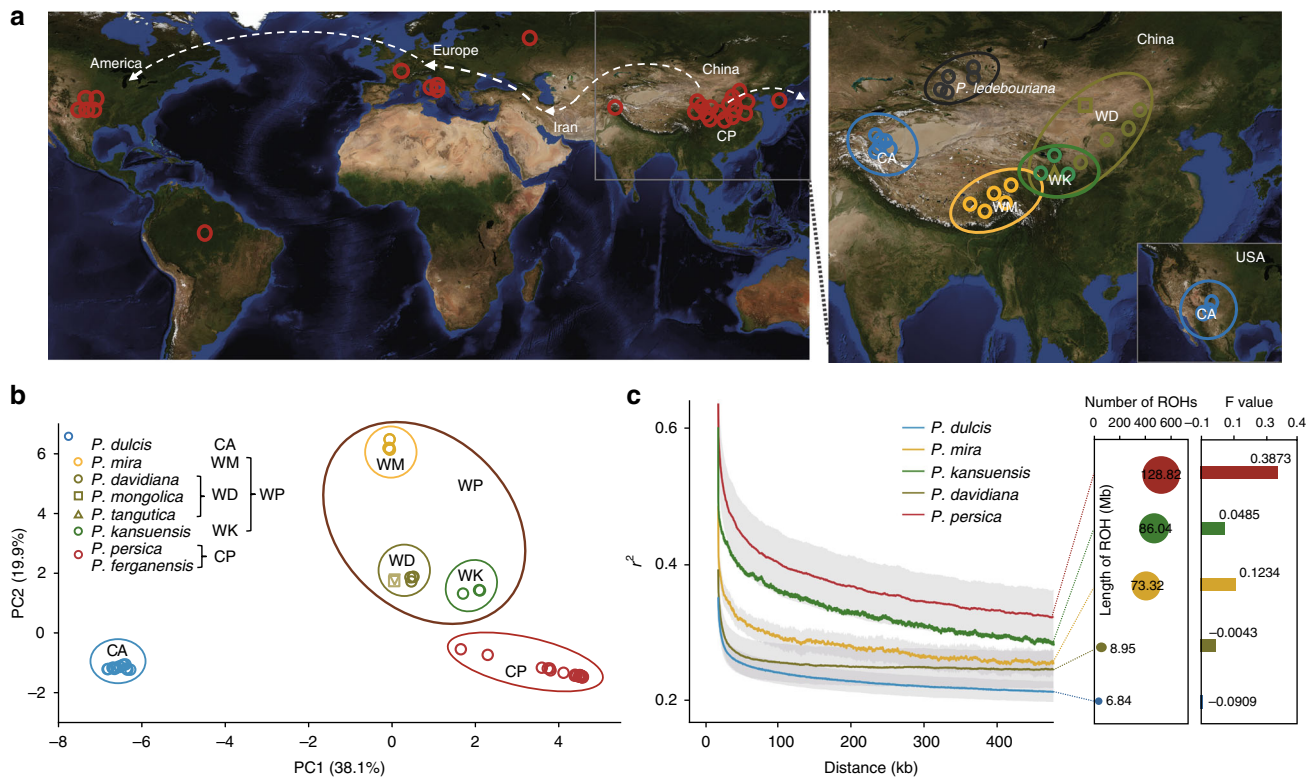 a
America
Europe
Iran
China
CP
China
P. ledebouriana
WD
CA
WK
WM
USA
CA
b
PC2 (19.9%)
6
4
2
0
−2
−8
−6
−4
−2
0
2
4
PC1 (38.1%)
P. dulcis CA
P. mira WM
P. davidiana
P. mongolica WD WP
P. tangutica
P. kansuensis WK
P. persica
P. ferganensis CP
WM
WP
WD
WK
CA
CP
c
r²
0.6
0.4
0.2
0
100
200
300
400
Distance (kb)
P. dulcis
P. mira
P. kansuensis
P. davidiana
P. persica
Number of ROHs
0 200 400 600
Length of ROH (Mb)
128.82
86.04
73.32
8.95
6.84
F value
−0.1 0.1 0.3 0.4
0.3873
0.0485
0.1234
−0.0043
−0.0909